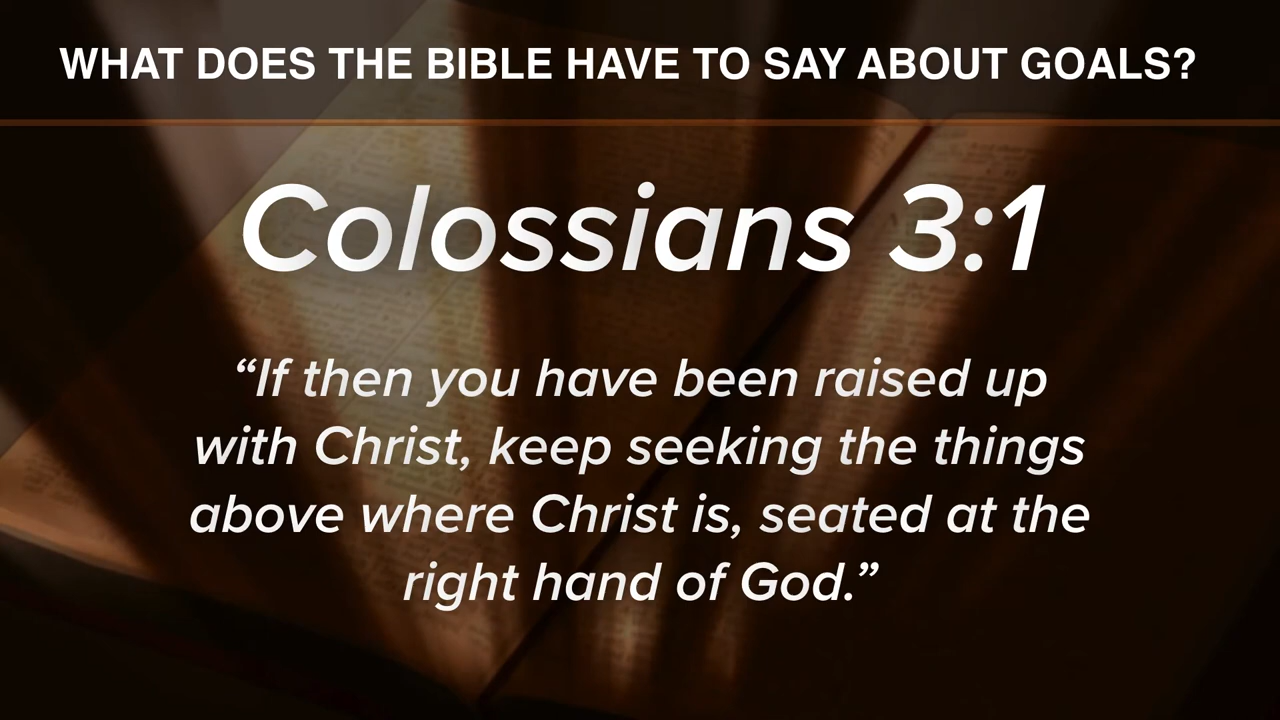 WHAT DOES THE BIBLE HAVE TO SAY ABOUT GOALS?
Colossians 3:1
“If then you have been raised up
with Christ, keep seeking the things
above where Christ is, seated at the
right hand of God.”